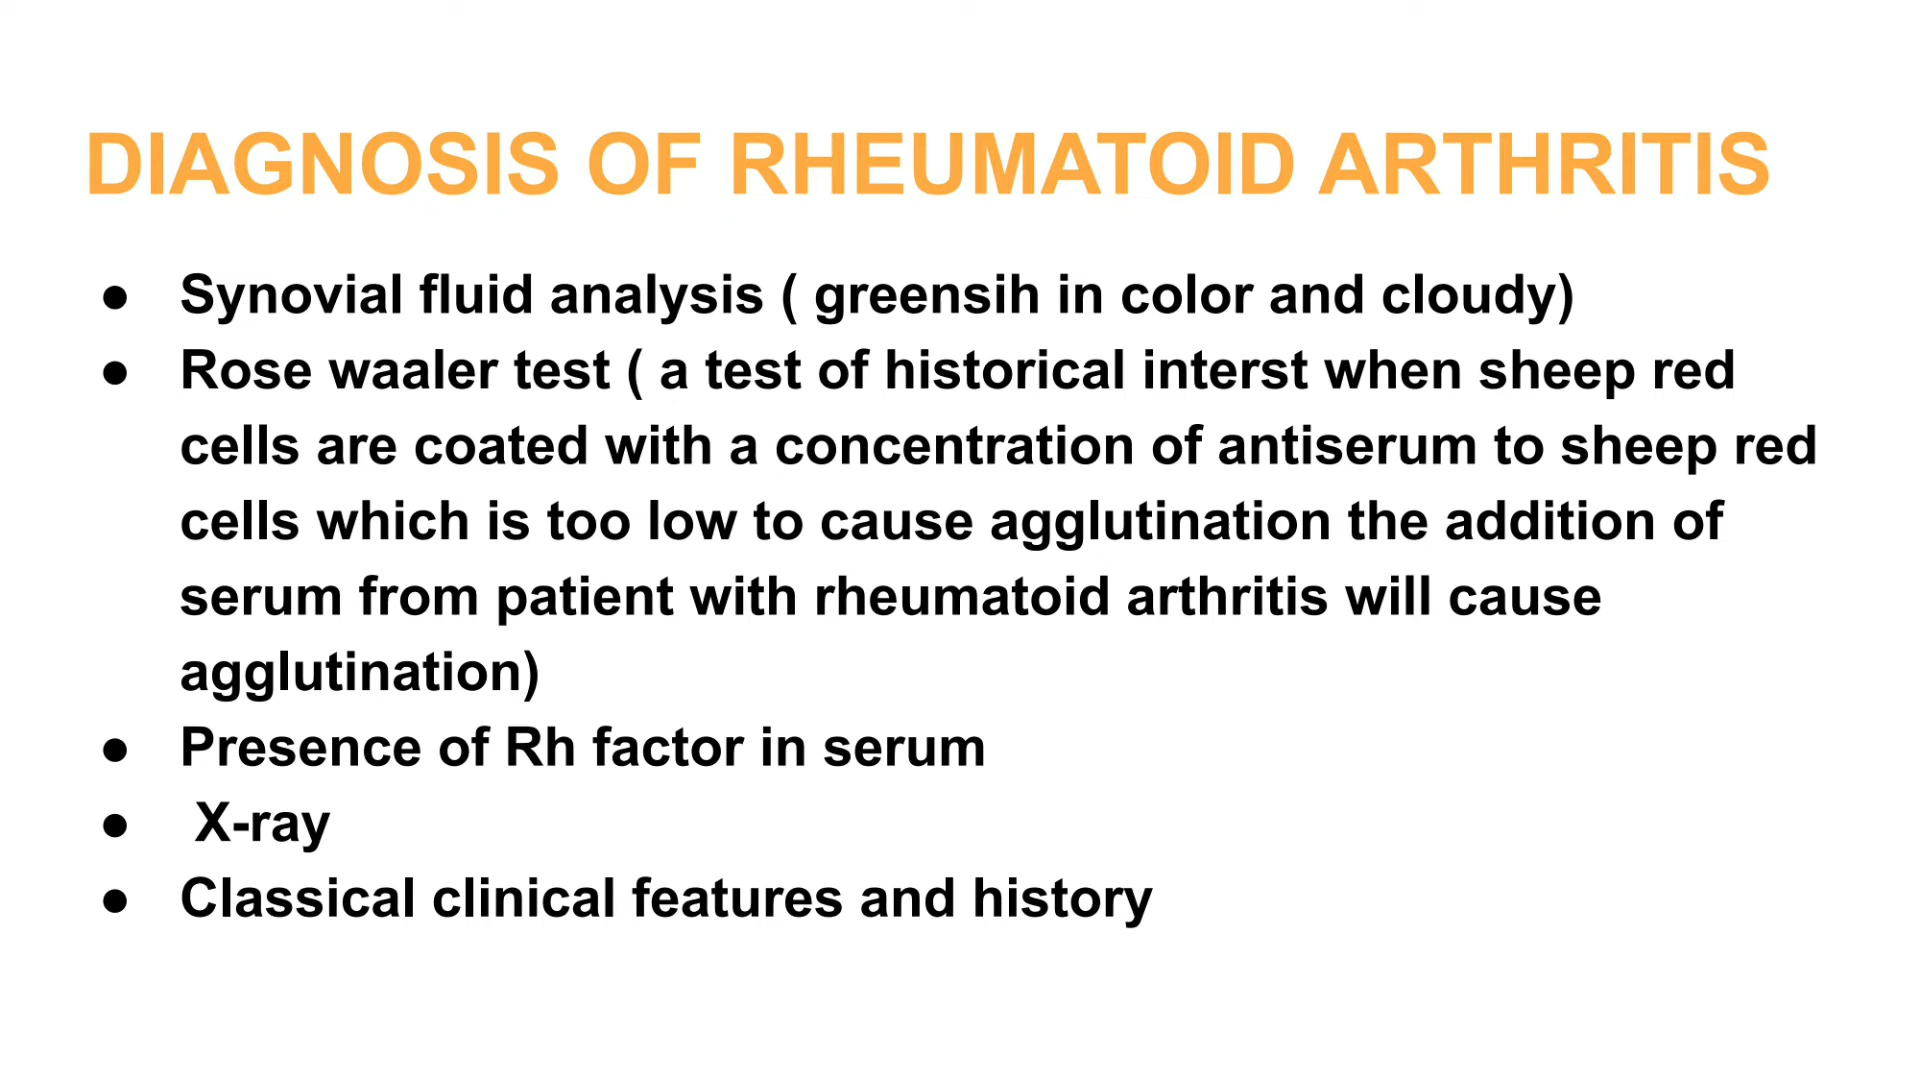 DIAGNOSIS OF RHEUMATOID ARTHRITIS
● Synovial fluid analysis ( greensih in color and cloudy)
● Rose waaler test ( a test of historical interst when sheep red
cells are coated with a concentration of antiserum to sheep red
cells which is too low to cause agglutination the addition of
serum from patient with rheumatoid arthritis will cause
agglutination)
● Presence of Rh factor in serum
● X-ray
● Classical clinical features and history